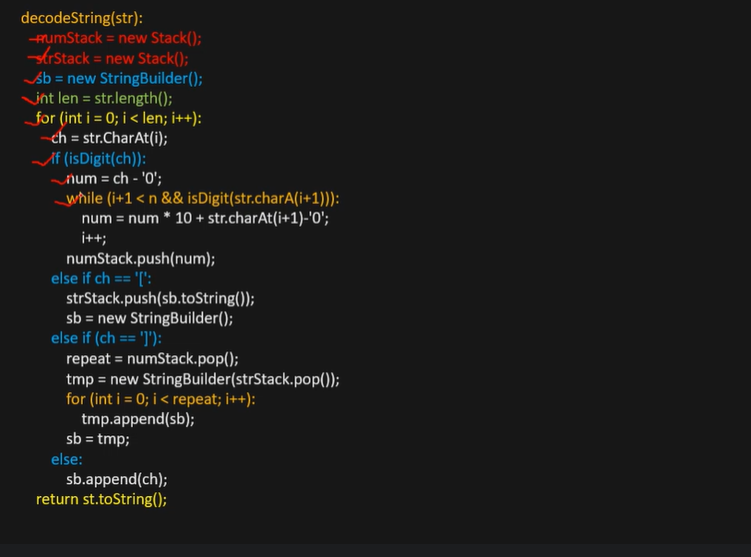 decodeString(str):
numStack = new Stack();
strStack = new Stack();
sb = new StringBuilder();
int len = str.length();
for (int i = 0; i < len; i++):
ch = str.CharAt(i);
If (isDigit(ch)):
num = ch - '0';
while (i+1 < n && isDigit(str.charA(i+1))):
num = num * 10 + str.charAt(i+1)-'0';
i++;
numStack.push(num);
else if ch == '[':
strStack.push(sb.toString());
sb = new StringBuilder();
else if (ch == ']'):
repeat = numStack.pop();
tmp = new StringBuilder(strStack.pop());
for (int i = 0; i < repeat; i++):
tmp.append(sb);
sb = tmp;
else:
sb.append(ch);
return st.toString();